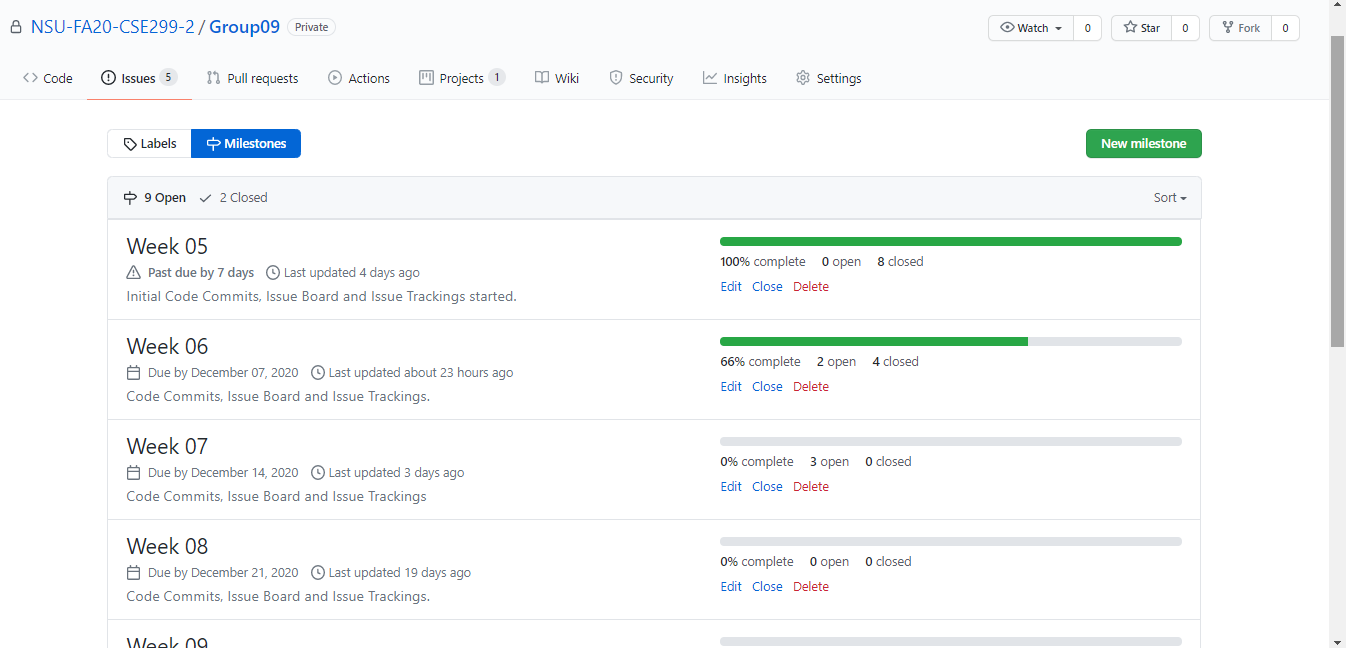 NSU-FA20-CSE299-2 / Group09 Private Watch 0 Star 0 Fork 0
Code Issues 5 Pull requests Actions Projects 1 Wiki Security Insights Settings
Labels Milestones New milestone
9 Open 2 Closed Sort
Week 05
100% complete 0 open 8 closed
Past due by 7 days Last updated 4 days ago
Edit Close Delete
Initial Code Commits, Issue Board and Issue Trackings started.
Week 06
66% complete 2 open 4 closed
Due by December 07, 2020 Last updated about 23 hours ago
Edit Close Delete
Code Commits, Issue Board and Issue Trackings.
Week 07
0% complete 3 open 0 closed
Due by December 14, 2020 Last updated 3 days ago
Edit Close Delete
Code Commits, Issue Board and Issue Trackings
Week 08
0% complete 0 open 0 closed
Due by December 21, 2020 Last updated 19 days ago
Edit Close Delete
Code Commits, Issue Board and Issue Trackings.
Week 09